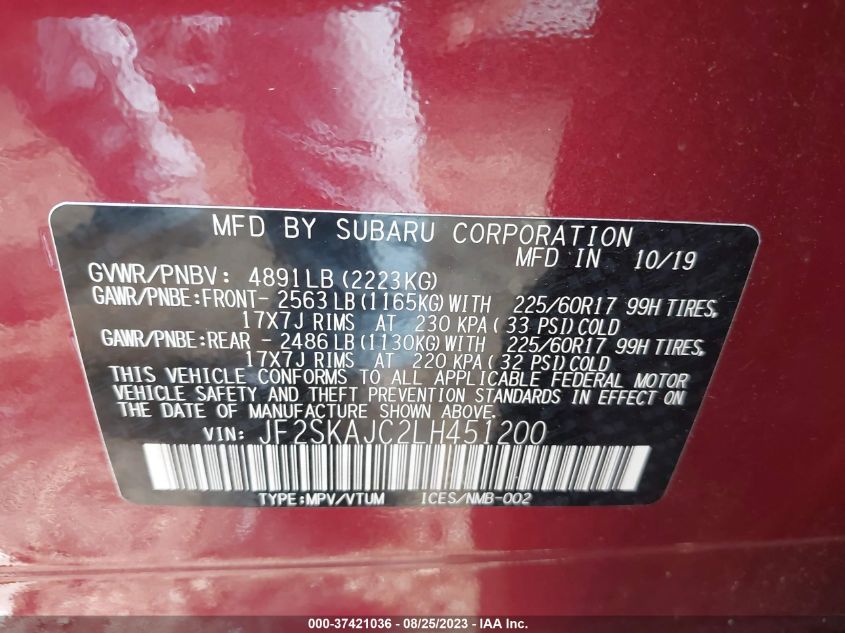 MFD BY SUBARU CORPORATION
MFD IN 10/19
GVWR/PNBV: 4891LB (2223KG)
GAWR/PNBE:FRONT- 2563 LB (1165KG) WITH 225/60R17 99H TIRES,
17X7J RIMS AT 230 KPA ( 33 PSI) COLD
GAWR/PNBE:REAR - 2486 LB (1130KG) WITH 225/60R17 99H TIRES,
17X7J RIMS AT 220 KPA ( 32 PSI) COLD
THIS VEHICLE CONFORMS TO ALL APPLICABLE FEDERAL MOTOR
VEHICLE SAFETY AND THEFT PREVENTION STANDARDS IN EFFECT ON
THE DATE OF MANUFACTURE SHOWN ABOVE.
VIN: JF2SKAJC2LH451200
TYPE:MPV/VTUM ICES/NMB-002
000-37421036 - 08/25/2023 - IAA Inc.